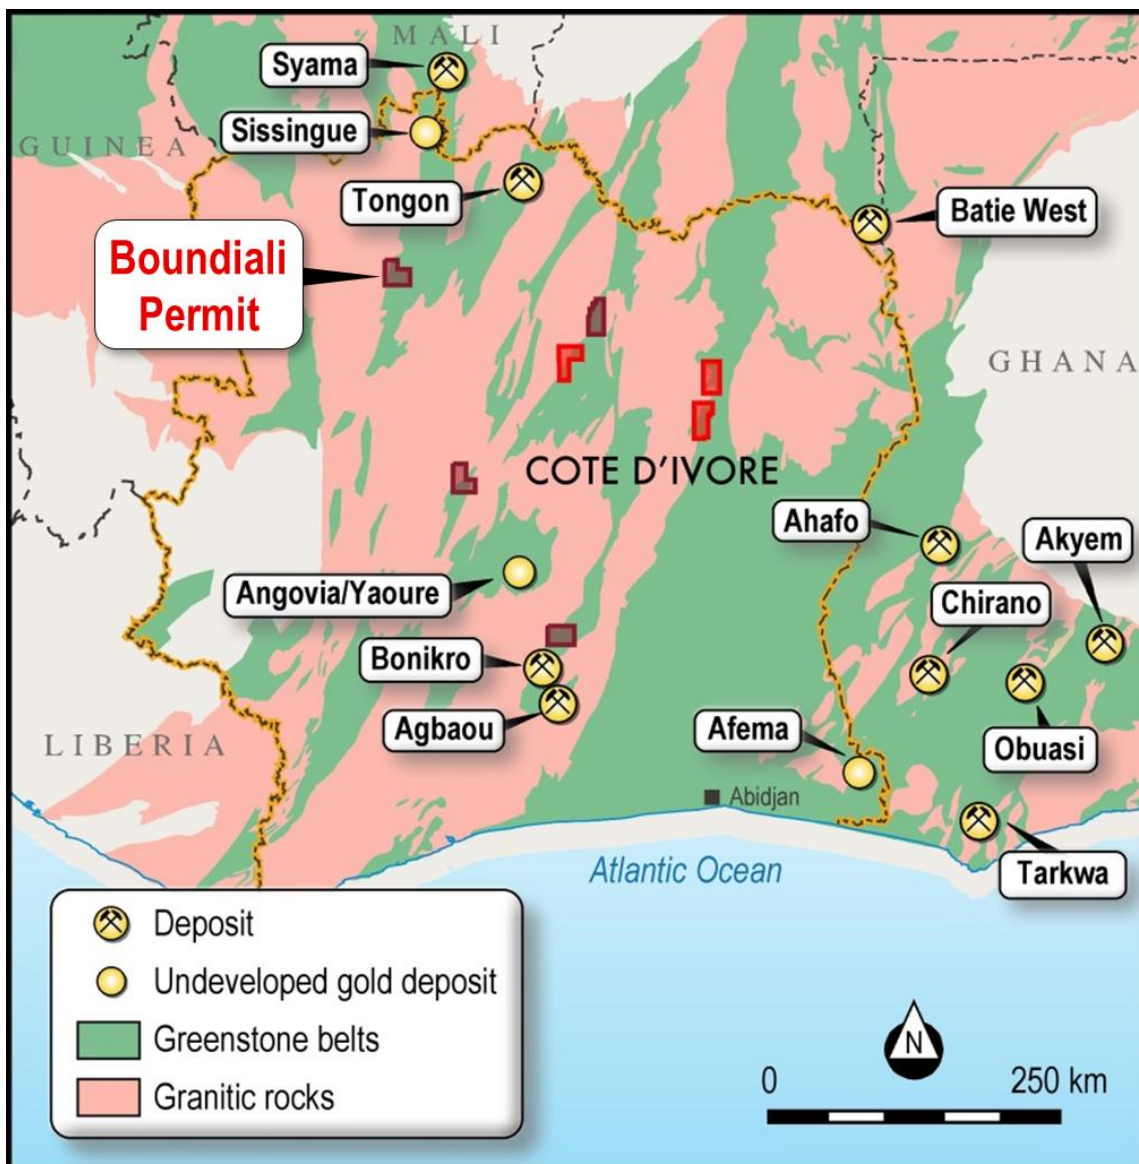 MALI
Syama
Sissingue
GUINEA
Tongon
Batie West
Boundiali
Permit
GHANA
COTE D'IVORE
Ahafo
Akyem
Angovia/Yaoure
Chirano
Bonikro
Agbaou
LIBERIA
Afema
Obuasi
Abidjan
Atlantic Ocean
Tarkwa
Deposit
Undeveloped gold deposit
Greenstone belts
Granitic rocks
N
0 250 km